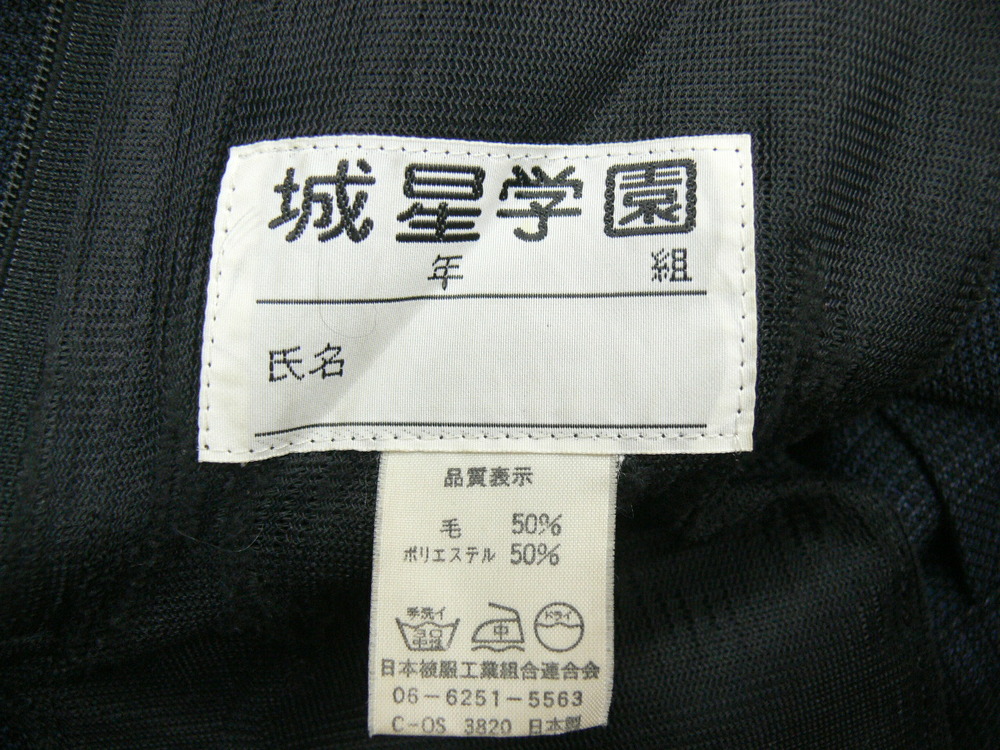 城星学園
年 組
氏名
品質表示
毛 50%
ポリエステル 50%
手洗イ 中 ドライ
30 中性
日本被服工業組合連合会
06-6251-5563
C-OS 3820 日本製